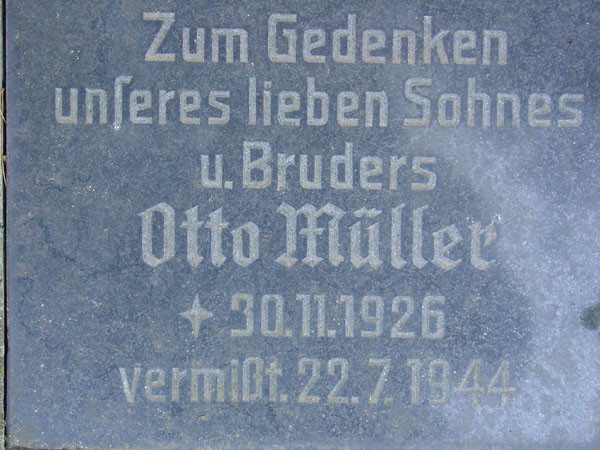 Zum Gedenken
unſeres lieben Sohnes
u. Bruders
Otto Müller
✦ 30.11.1926
vermißt. 22.7.1944